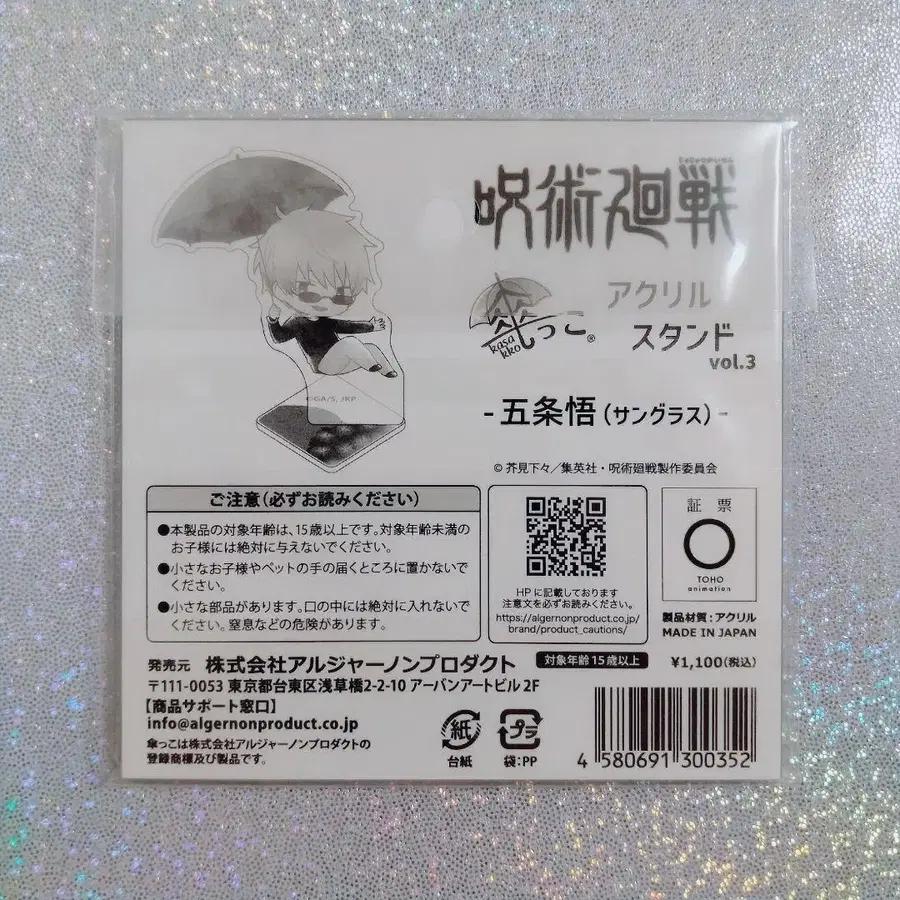 呪術廻戦
傘っこ®
kasa
kko
アクリル
スタンド
vol.3
- 五条悟（サングラス）-
©GA/S, JKP
© 芥見下々／集英社・呪術廻戦製作委員会
ご注意（必ずお読みください）
●本製品の対象年齢は、15歳以上です。対象年齢未満の
お子様には絶対に与えないでください。
●小さなお子様やペットの手の届くところに置かないで
ください。
●小さな部品があります。口の中には絶対に入れないで
ください。窒息などの危険があります。
HPに記載しております
注意文を必ずお読みください。
https://algernonproduct.co.jp/
brand/product_cautions/
証票
TOHO
animation
製品材質：アクリル
MADE IN JAPAN
発売元 株式会社アルジャーノンプロダクト
対象年齢15歳以上
¥1,100(税込)
〒111-0053 東京都台東区浅草橋2-2-10 アーバンアートビル 2F
【商品サポート窓口】
info@algernonproduct.co.jp
傘っこは株式会社アルジャーノンプロダクトの
登録商標及び製品です。
紙
台紙
プラ
袋：PP
4 580691 300352